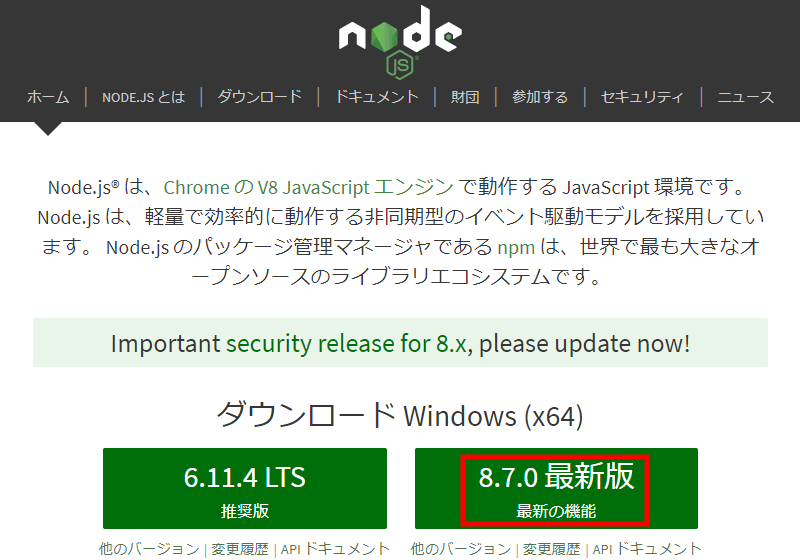 node
JS
ホーム | NODE.JS とは | ダウンロード | ドキュメント | 財団 | 参加する | セキュリティ | ニュース
Node.js® は、Chrome の V8 JavaScript エンジン で動作する JavaScript 環境です。
Node.js は、軽量で効率的に動作する非同期型のイベント駆動モデルを採用してい
ます。 Node.js のパッケージ管理マネージャである npm は、世界で最も大きなオ
ープンソースのライブラリエコシステムです。
Important security release for 8.x, please update now!
ダウンロード Windows (x64)
6.11.4 LTS
推奨版
8.7.0 最新版
最新の機能
他のバージョン | 変更履歴 | API ドキュメント
他のバージョン | 変更履歴 | API ドキュメント